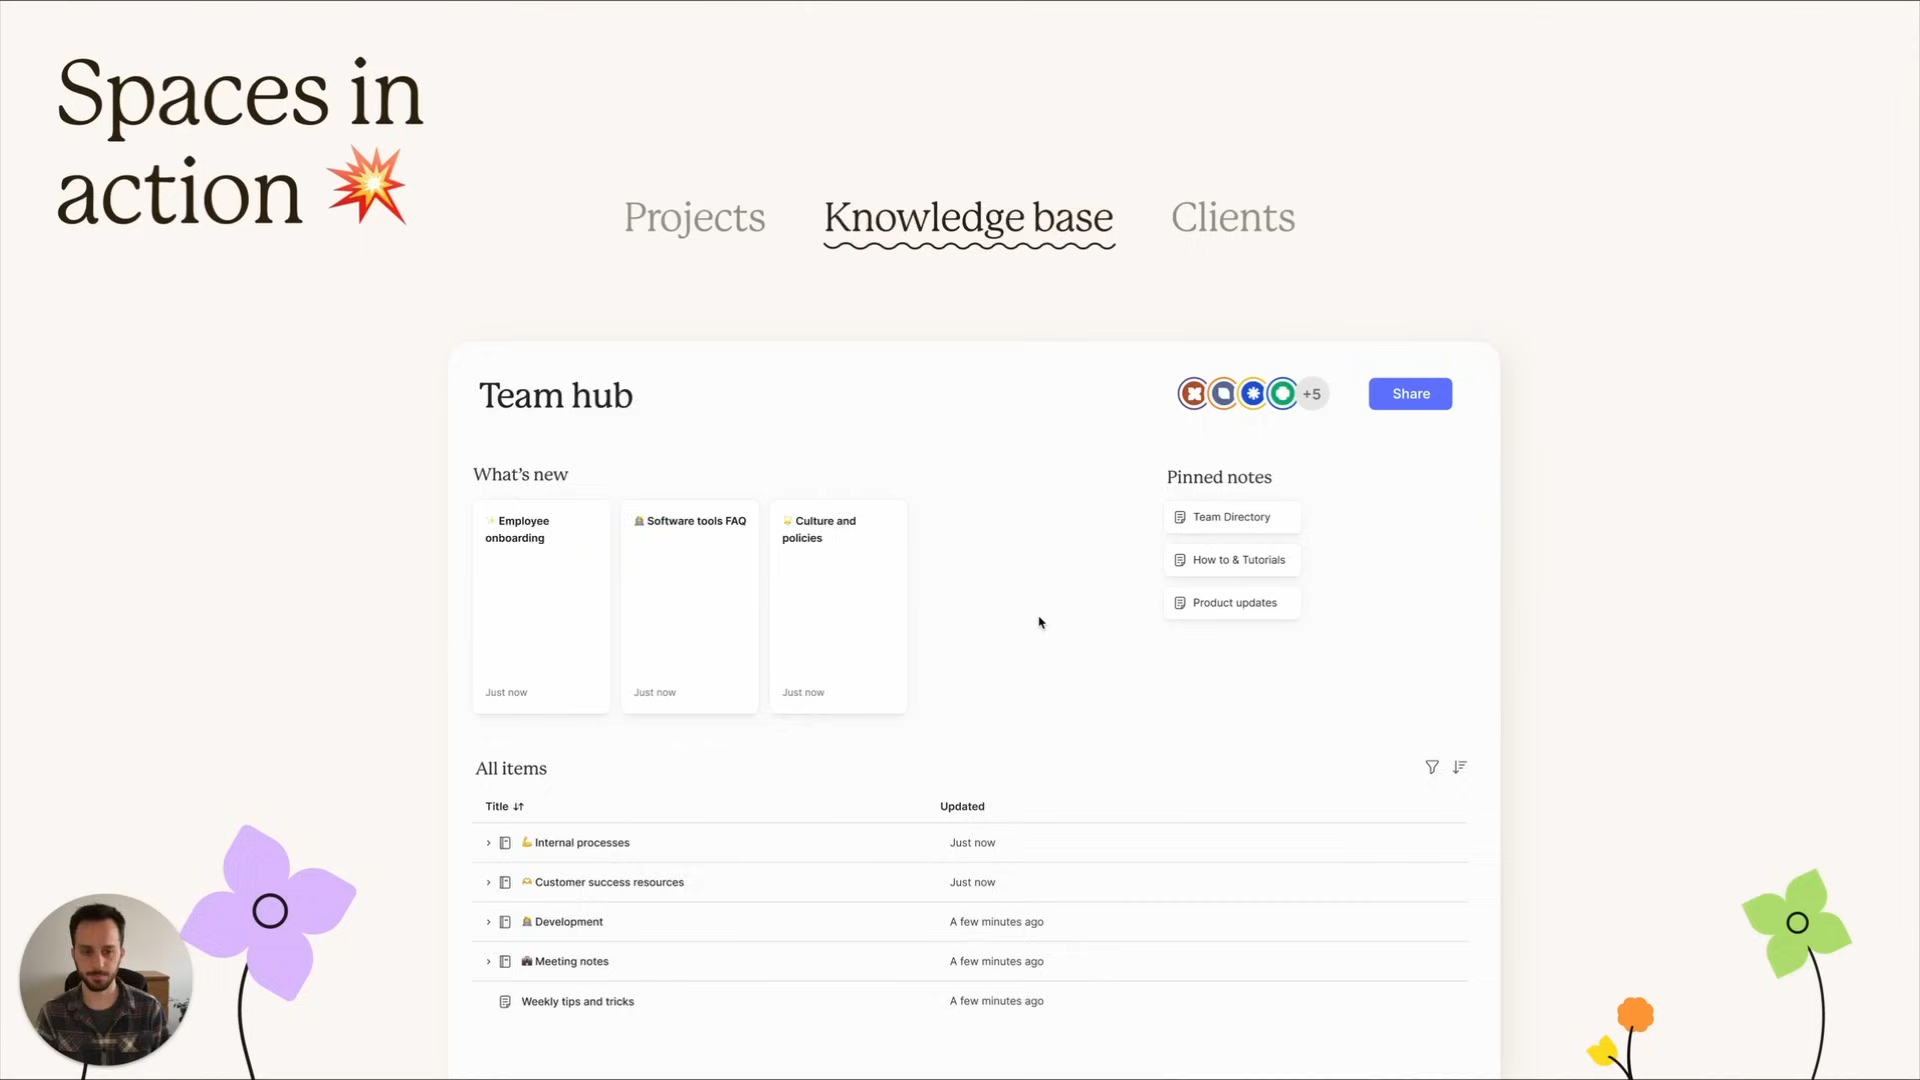 Spaces in
action
Projects
Knowledge base
Clients
Team hub
+5
Share
What's new
Pinned notes
Employee
onboarding
Just now
Software tools FAQ
Just now
Culture and
policies
Just now
Team Directory
How to & Tutorials
Product updates
All items
Title
Updated
Internal processes
Just now
Customer success resources
Just now
Development
A few minutes ago
Meeting notes
A few minutes ago
Weekly tips and tricks
A few minutes ago